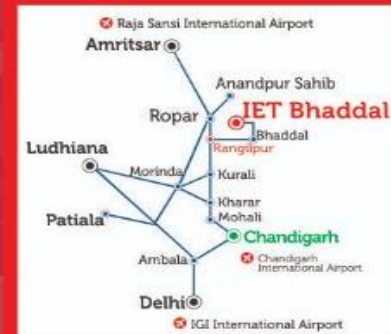 Raja Sansi International Airport
Amritsar
Anandpur Sahib
Ropar
IET Bhaddal
Bhaddal
Rangilpur
Ludhiana
Morinda
Kurali
Kharar
Patiala
Mohali
Chandigarh
Ambala
Chandigarh
International Airport
Delhi
IGI International Airport